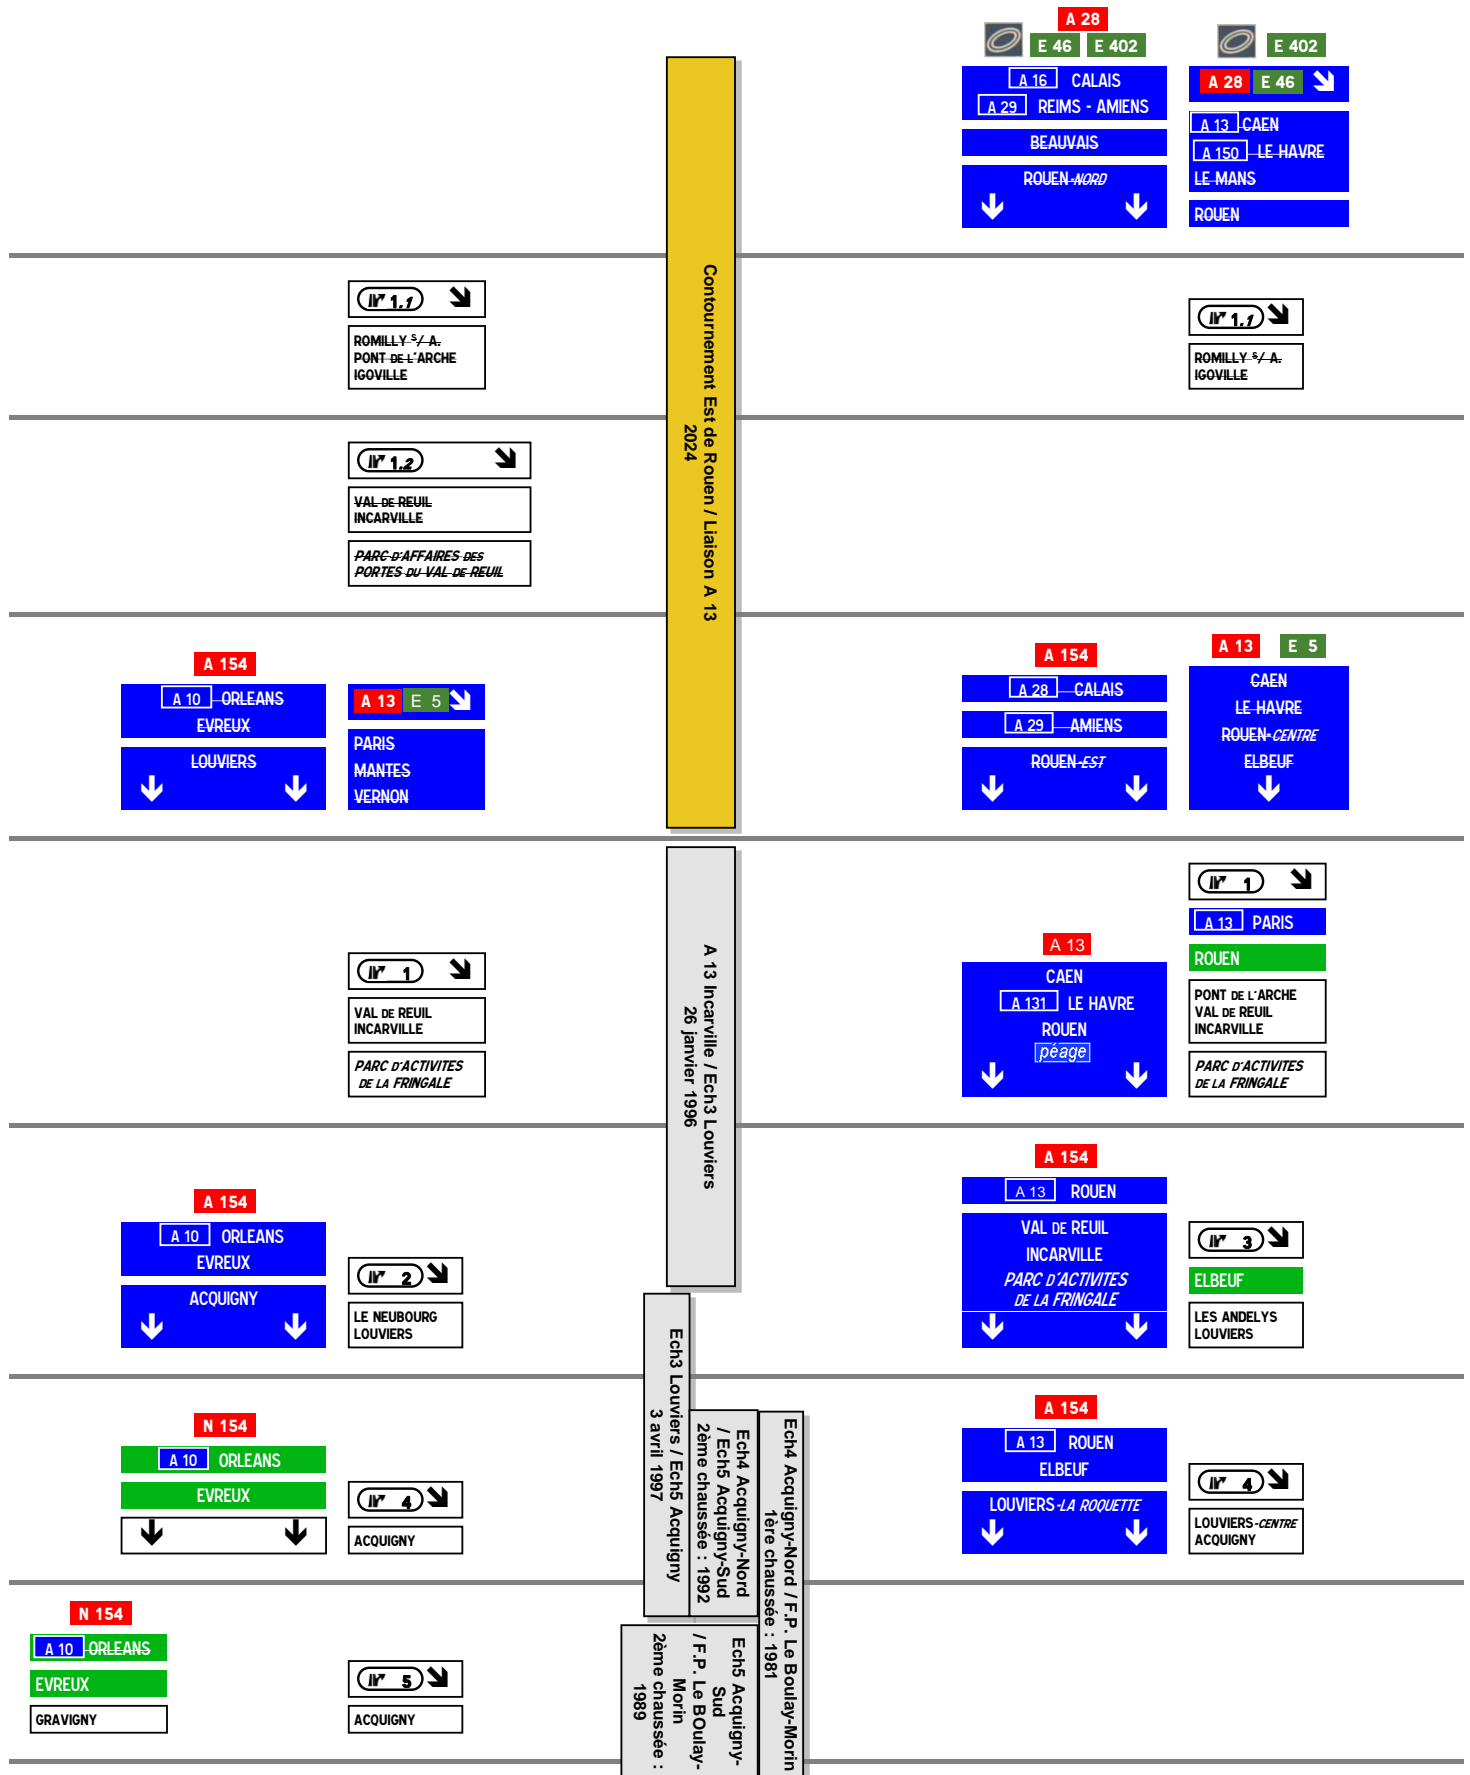 A 28
E 46 E 402
A 16 CALAIS
A 29 REIMS - AMIENS
BEAUVAIS
ROUEN-NORD
E 402
A 28 E 46
A 13 CAEN
A 150 LE HAVRE
LE MANS
ROUEN
1.1
ROMILLY S/ A.
PONT DE L'ARCHE
IGOVILLE
Contournement Est de Rouen / Liaison A 13
2024
1.1
ROMILLY S/ A.
IGOVILLE
1.2
VAL DE REUIL
INCARVILLE
PARC D'AFFAIRES DES
PORTES DU VAL DE REUIL
A 154
A 10 ORLEANS
EVREUX
LOUVIERS
A 13 E 5
PARIS
MANTES
VERNON
A 154
A 28 CALAIS
A 29 AMIENS
ROUEN-EST
A 13 E 5
CAEN
LE HAVRE
ROUEN-CENTRE
ELBEUF
1
VAL DE REUIL
INCARVILLE
PARC D'ACTIVITES
DE LA FRINGALE
A 13 Incarville / Ech3 Louviers
26 janvier 1996
A 13
CAEN
A 131 LE HAVRE
ROUEN
péage
1
A 13 PARIS
ROUEN
PONT DE L'ARCHE
VAL DE REUIL
INCARVILLE
PARC D'ACTIVITES
DE LA FRINGALE
A 154
A 10 ORLEANS
EVREUX
ACQUIGNY
2
LE NEUBOURG
LOUVIERS
A 154
A 13 ROUEN
VAL DE REUIL
INCARVILLE
PARC D'ACTIVITES
DE LA FRINGALE
3
ELBEUF
LES ANDELYS
LOUVIERS
N 154
A 10 ORLEANS
EVREUX
4
ACQUIGNY
Ech3 Louviers / Ech5 Acquigny
3 avril 1997
Ech4 Acquigny-Nord
/ Ech5 Acquigny-Sud
2ème chaussée : 1992
Ech4 Acquigny-Nord / F.P. Le Boulay-Morin
1ère chaussée : 1981
A 154
A 13 ROUEN
ELBEUF
LOUVIERS-LA ROQUETTE
4
LOUVIERS-CENTRE
ACQUIGNY
N 154
A 10 ORLEANS
EVREUX
GRAVIGNY
5
ACQUIGNY
Ech5 Acquigny-
Sud
/ F.P. Le BOulay-
Morin
2ème chaussée :
1989